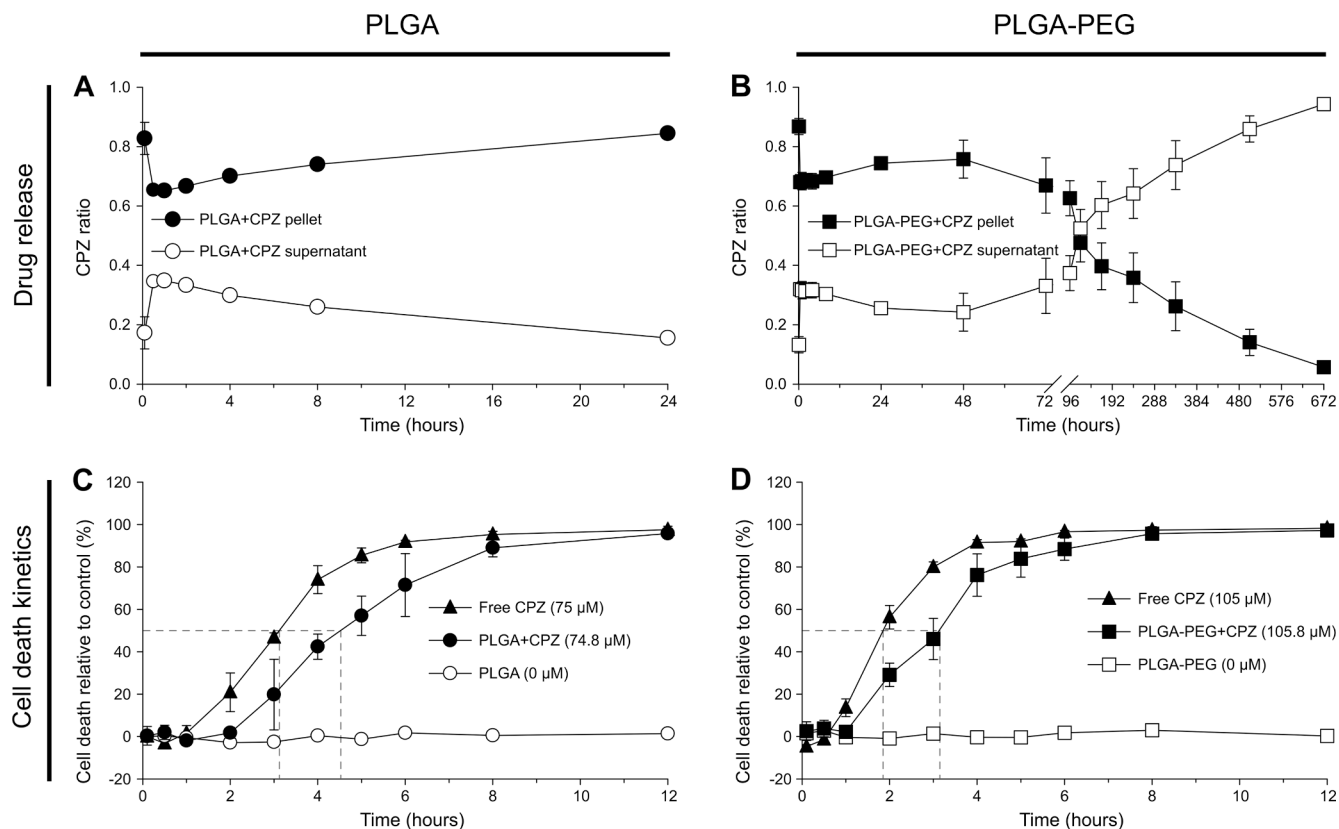 PLGA
PLGA-PEG
Drug release
A
CPZ ratio
1.0
0.8
0.6
0.4
0.2
0.0
PLGA+CPZ pellet
PLGA+CPZ supernatant
0 4 8 12 16 20 24
Time (hours)
B
CPZ ratio
1.0
0.8
0.6
0.4
0.2
0.0
PLGA-PEG+CPZ pellet
PLGA-PEG+CPZ supernatant
0 24 48 72 96 192 288 384 480 576 672
Time (hours)
Cell death kinetics
C
Cell death relative to control (%)
120
100
80
60
40
20
0
-20
Free CPZ (75 µM)
PLGA+CPZ (74.8 µM)
PLGA (0 µM)
0 2 4 6 8 10 12
Time (hours)
D
Cell death relative to control (%)
120
100
80
60
40
20
0
-20
Free CPZ (105 µM)
PLGA-PEG+CPZ (105.8 µM)
PLGA-PEG (0 µM)
0 2 4 6 8 10 12
Time (hours)